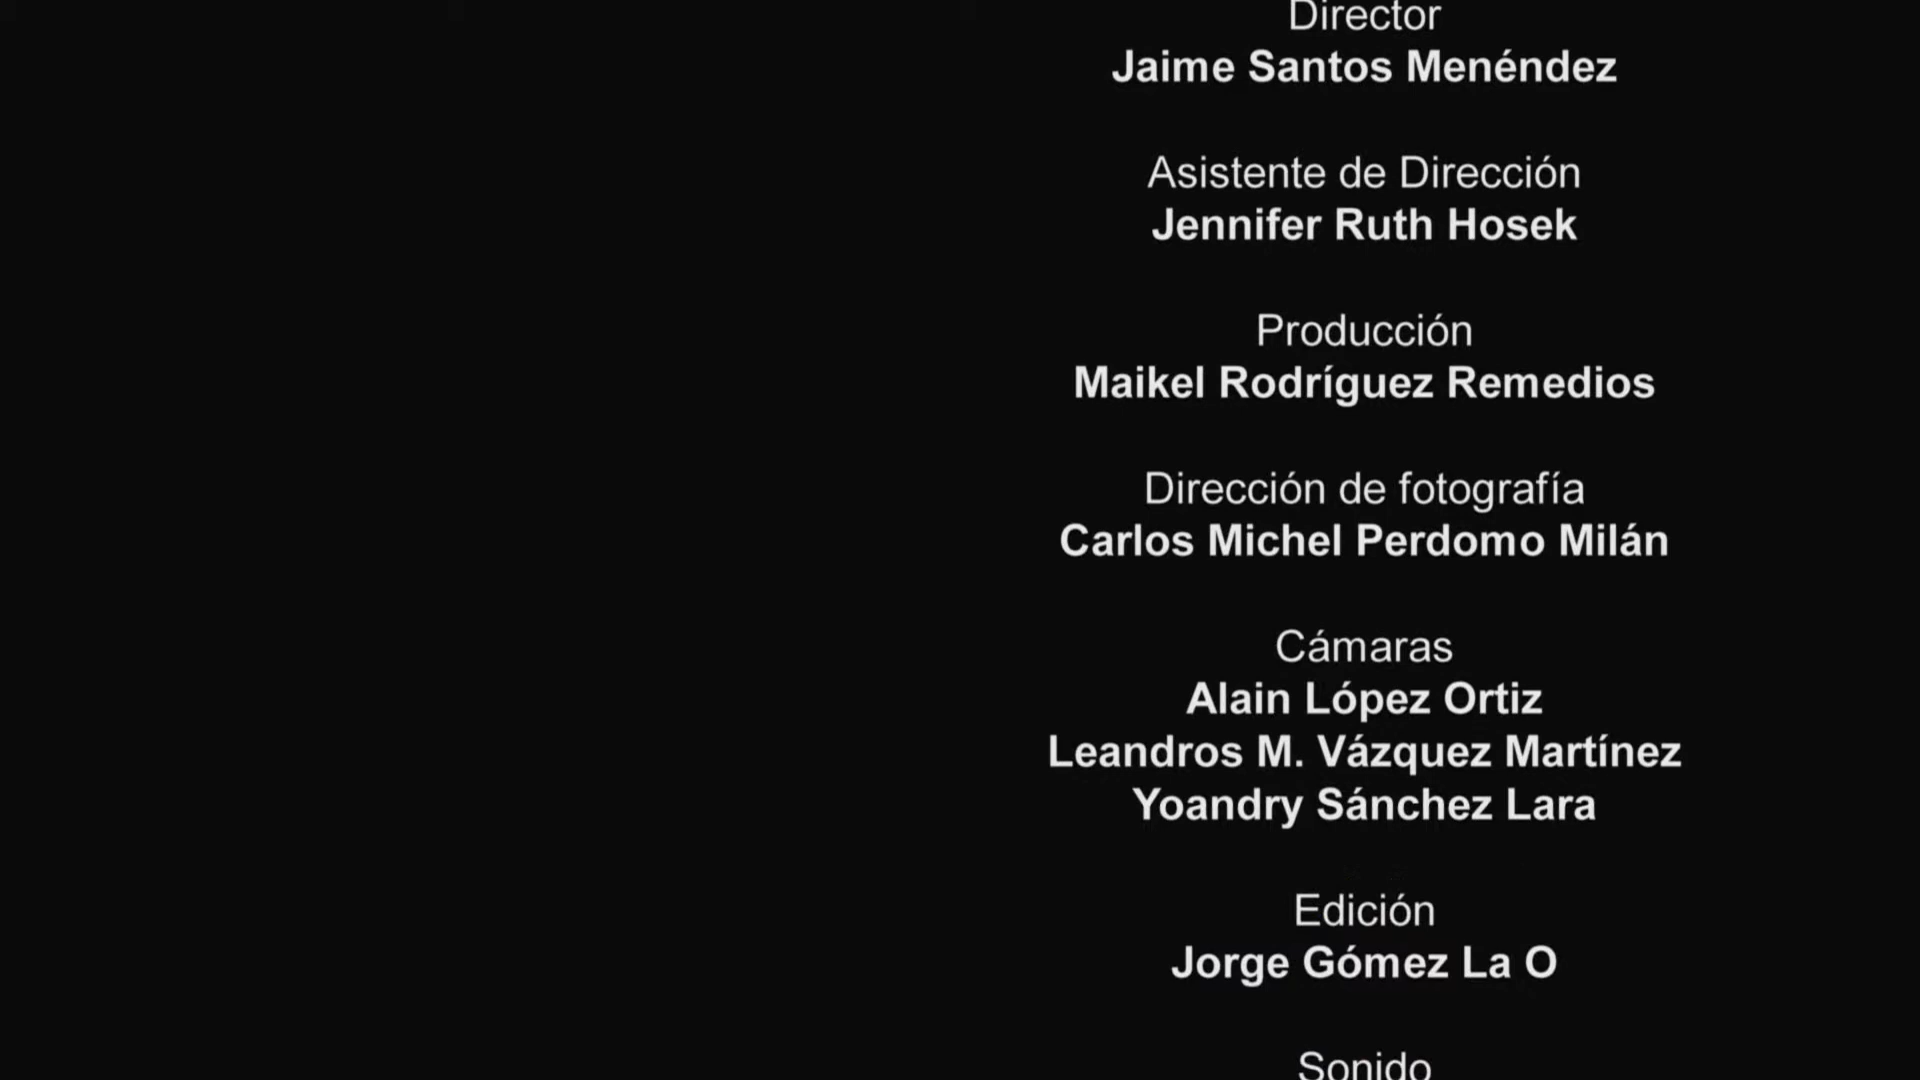 Director
Jaime Santos Menéndez
Asistente de Dirección
Jennifer Ruth Hosek
Producción
Maikel Rodríguez Remedios
Dirección de fotografía
Carlos Michel Perdomo Milán
Cámaras
Alain López Ortiz
Leandros M. Vázquez Martínez
Yoandry Sánchez Lara
Edición
Jorge Gómez La O
Sonido